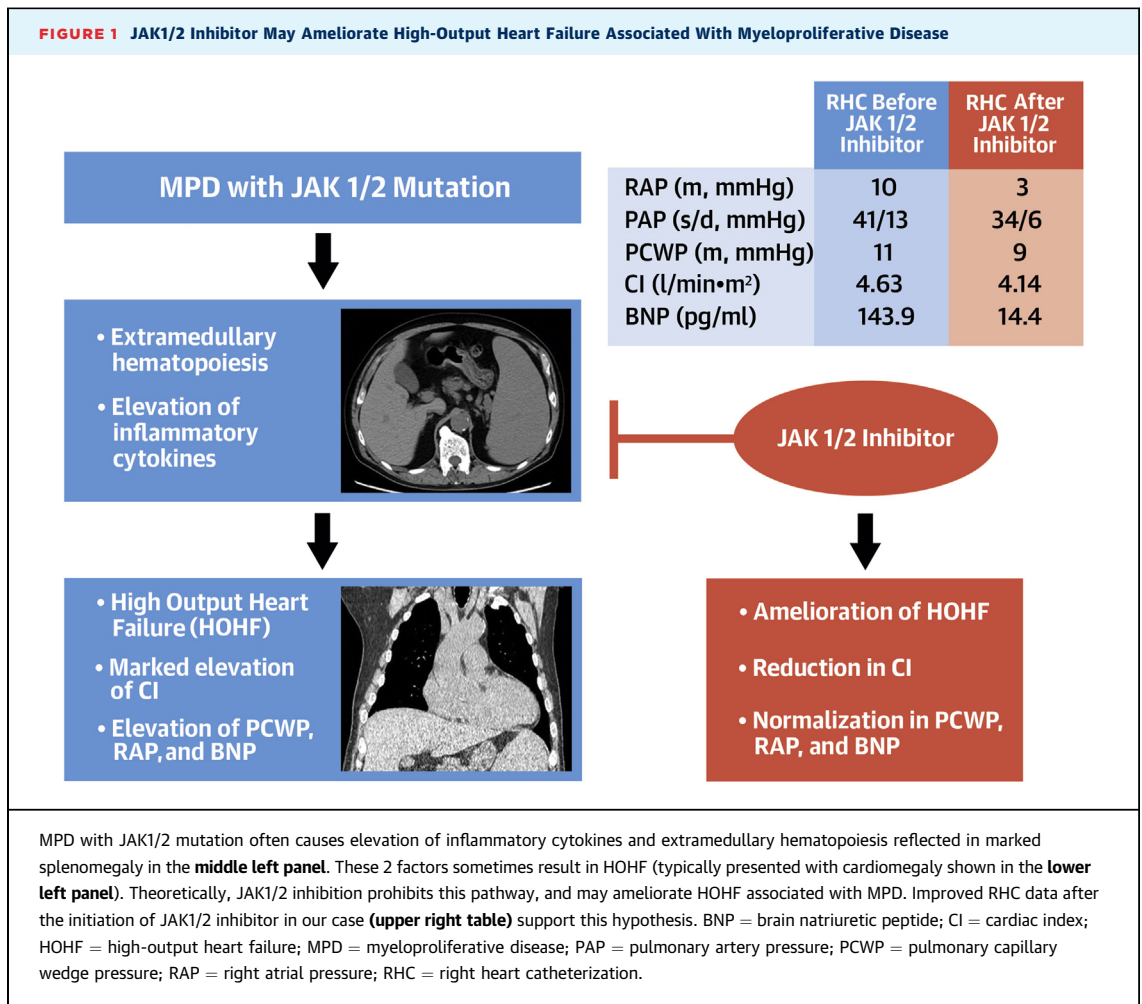 FIGURE 1 JAK1/2 Inhibitor May Ameliorate High-Output Heart Failure Associated With Myeloproliferative Disease
MPD with JAK 1/2 Mutation
• Extramedullary
hematopoiesis
• Elevation of
inflammatory
cytokines
• High Output Heart
Failure (HOHF)
• Marked elevation
of CI
• Elevation of PCWP,
RAP, and BNP
RHC Before
JAK 1/2
Inhibitor
RHC After
JAK 1/2
Inhibitor
RAP (m, mmHg) 10 3
PAP (s/d, mmHg) 41/13 34/6
PCWP (m, mmHg) 11 9
CI (l/min•m²) 4.63 4.14
BNP (pg/ml) 143.9 14.4
JAK 1/2 Inhibitor
• Amelioration of HOHF
• Reduction in CI
• Normalization in PCWP,
RAP, and BNP
MPD with JAK1/2 mutation often causes elevation of inflammatory cytokines and extramedullary hematopoiesis reflected in marked
splenomegaly in the middle left panel. These 2 factors sometimes result in HOHF (typically presented with cardiomegaly shown in the lower
left panel). Theoretically, JAK1/2 inhibition prohibits this pathway, and may ameliorate HOHF associated with MPD. Improved RHC data after
the initiation of JAK1/2 inhibitor in our case (upper right table) support this hypothesis. BNP = brain natriuretic peptide; CI = cardiac index;
HOHF = high-output heart failure; MPD = myeloproliferative disease; PAP = pulmonary artery pressure; PCWP = pulmonary capillary
wedge pressure; RAP = right atrial pressure; RHC = right heart catheterization.